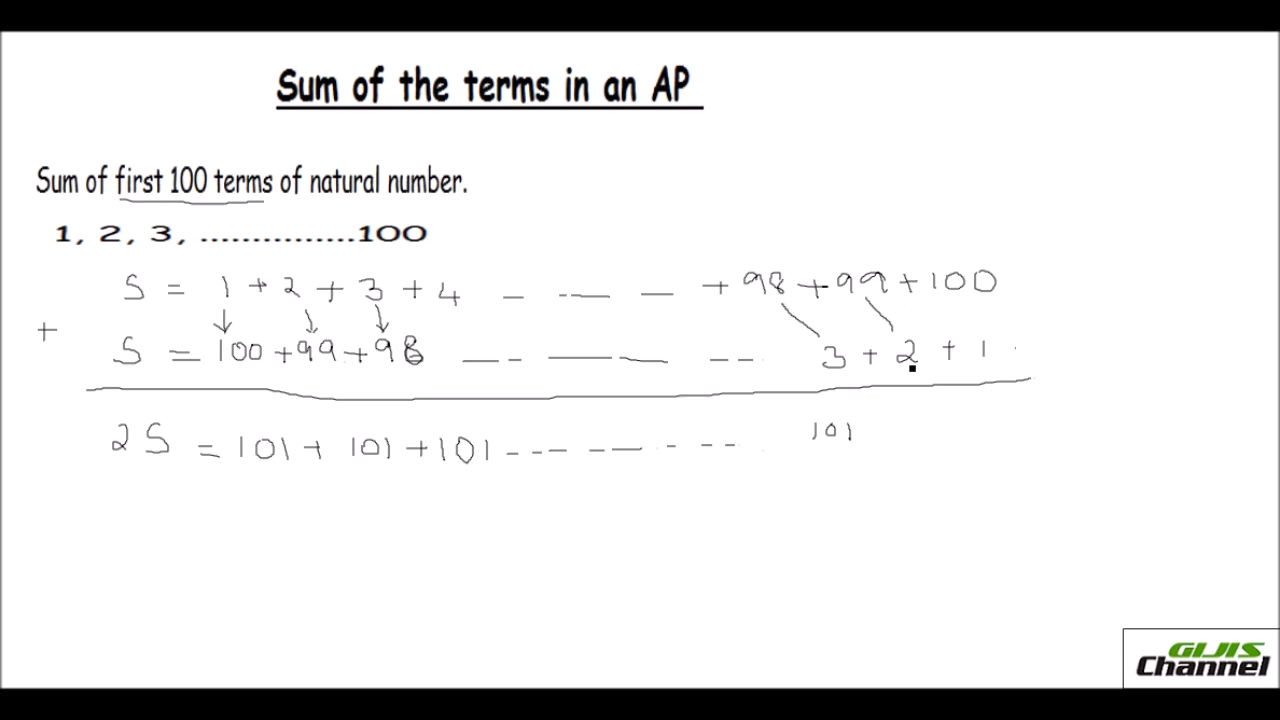 Sum of the terms in an AP
Sum of first 100 terms of natural number.
1, 2, 3, ...............100
S = 1 + 2 + 3 + 4 - -- - + 98 + 99 + 100
+
S = 100 + 99 + 98 -- - -- - -- 3 + 2 + 1
2S = 101 + 101 + 101 --- -- - -- 101
GIJIS
Channel